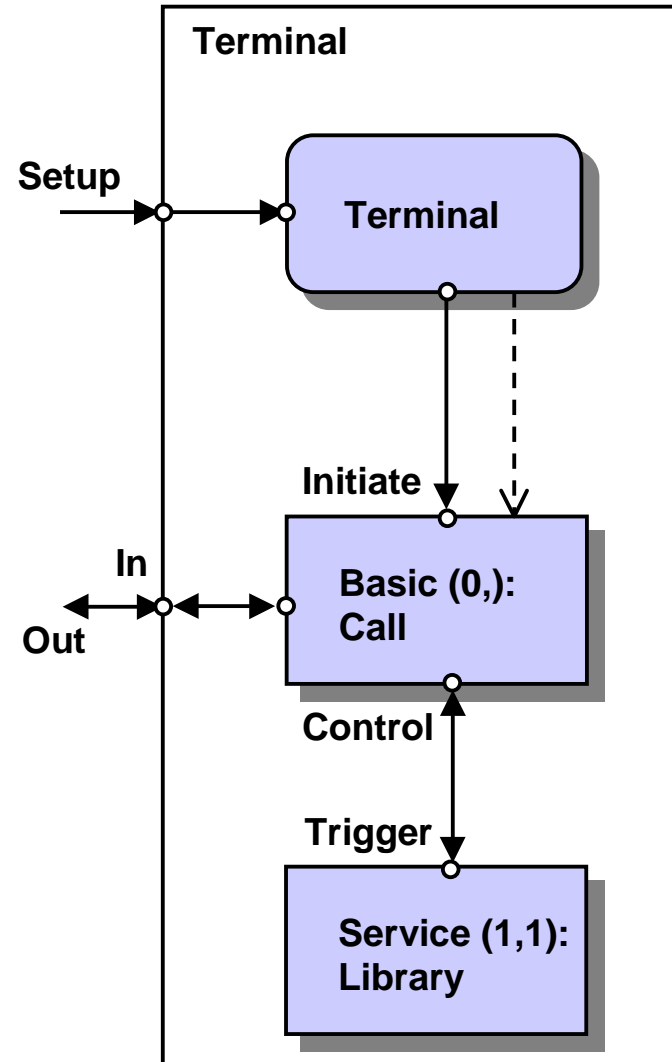 Terminal
Setup
Terminal
Initiate
In
Out
Basic (0,):
Call
Control
Trigger
Service (1,1):
Library